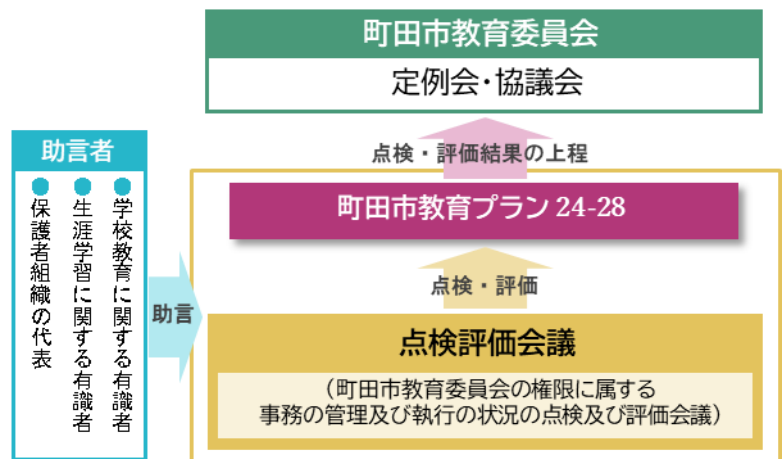 町田市教育委員会
定例会・協議会
点検・評価結果の上程
町田市教育プラン 24-28
点検・評価
点検評価会議
（町田市教育委員会の権限に属する
事務の管理及び執行の状況の点検及び評価会議）
助言者
●学校教育に関する有識者
●生涯学習に関する有識者
●保護者組織の代表
助言